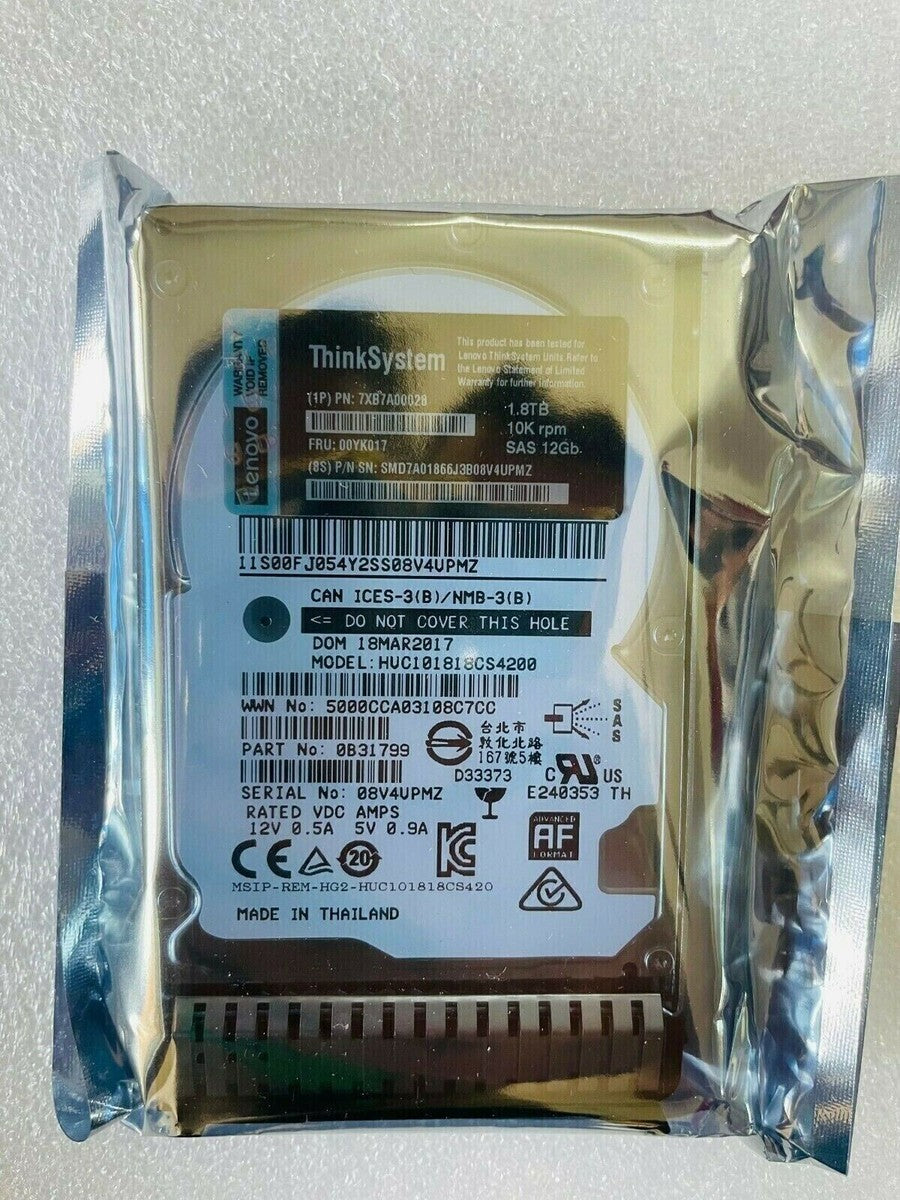 Lenovo
WARRANTY
VOID IF
REMOVED
ThinkSystem
This product has been tested for
Lenovo ThinkSystem Units. Refer to
the Lenovo Statement of Limited
Warranty for further information.
(1P) PN: 7XB7A00028
1.8TB
10K rpm
SAS 12Gb
FRU: 00YK017
(8S) P/N SN: SMD7A01866J3B08V4UPMZ
11S00FJ054Y2SS08V4UPMZ
CAN ICES-3(B)/NMB-3(B)
<= DO NOT COVER THIS HOLE
DOM 18MAR2017
MODEL:HUC101818CS4200
WWN No: 5000CCA03108C7CC
SAS
台北市
敦化北路
167號5樓
PART No: 0B31799
D33373
C RU ® US
SERIAL No: 08V4UPMZ
E240353 TH
RATED VDC AMPS
12V 0.5A 5V 0.9A
ADVANCED
AF
FORMAT
CE
20
KC
MSIP-REM-HG2-HUC101818CS420
MADE IN THAILAND